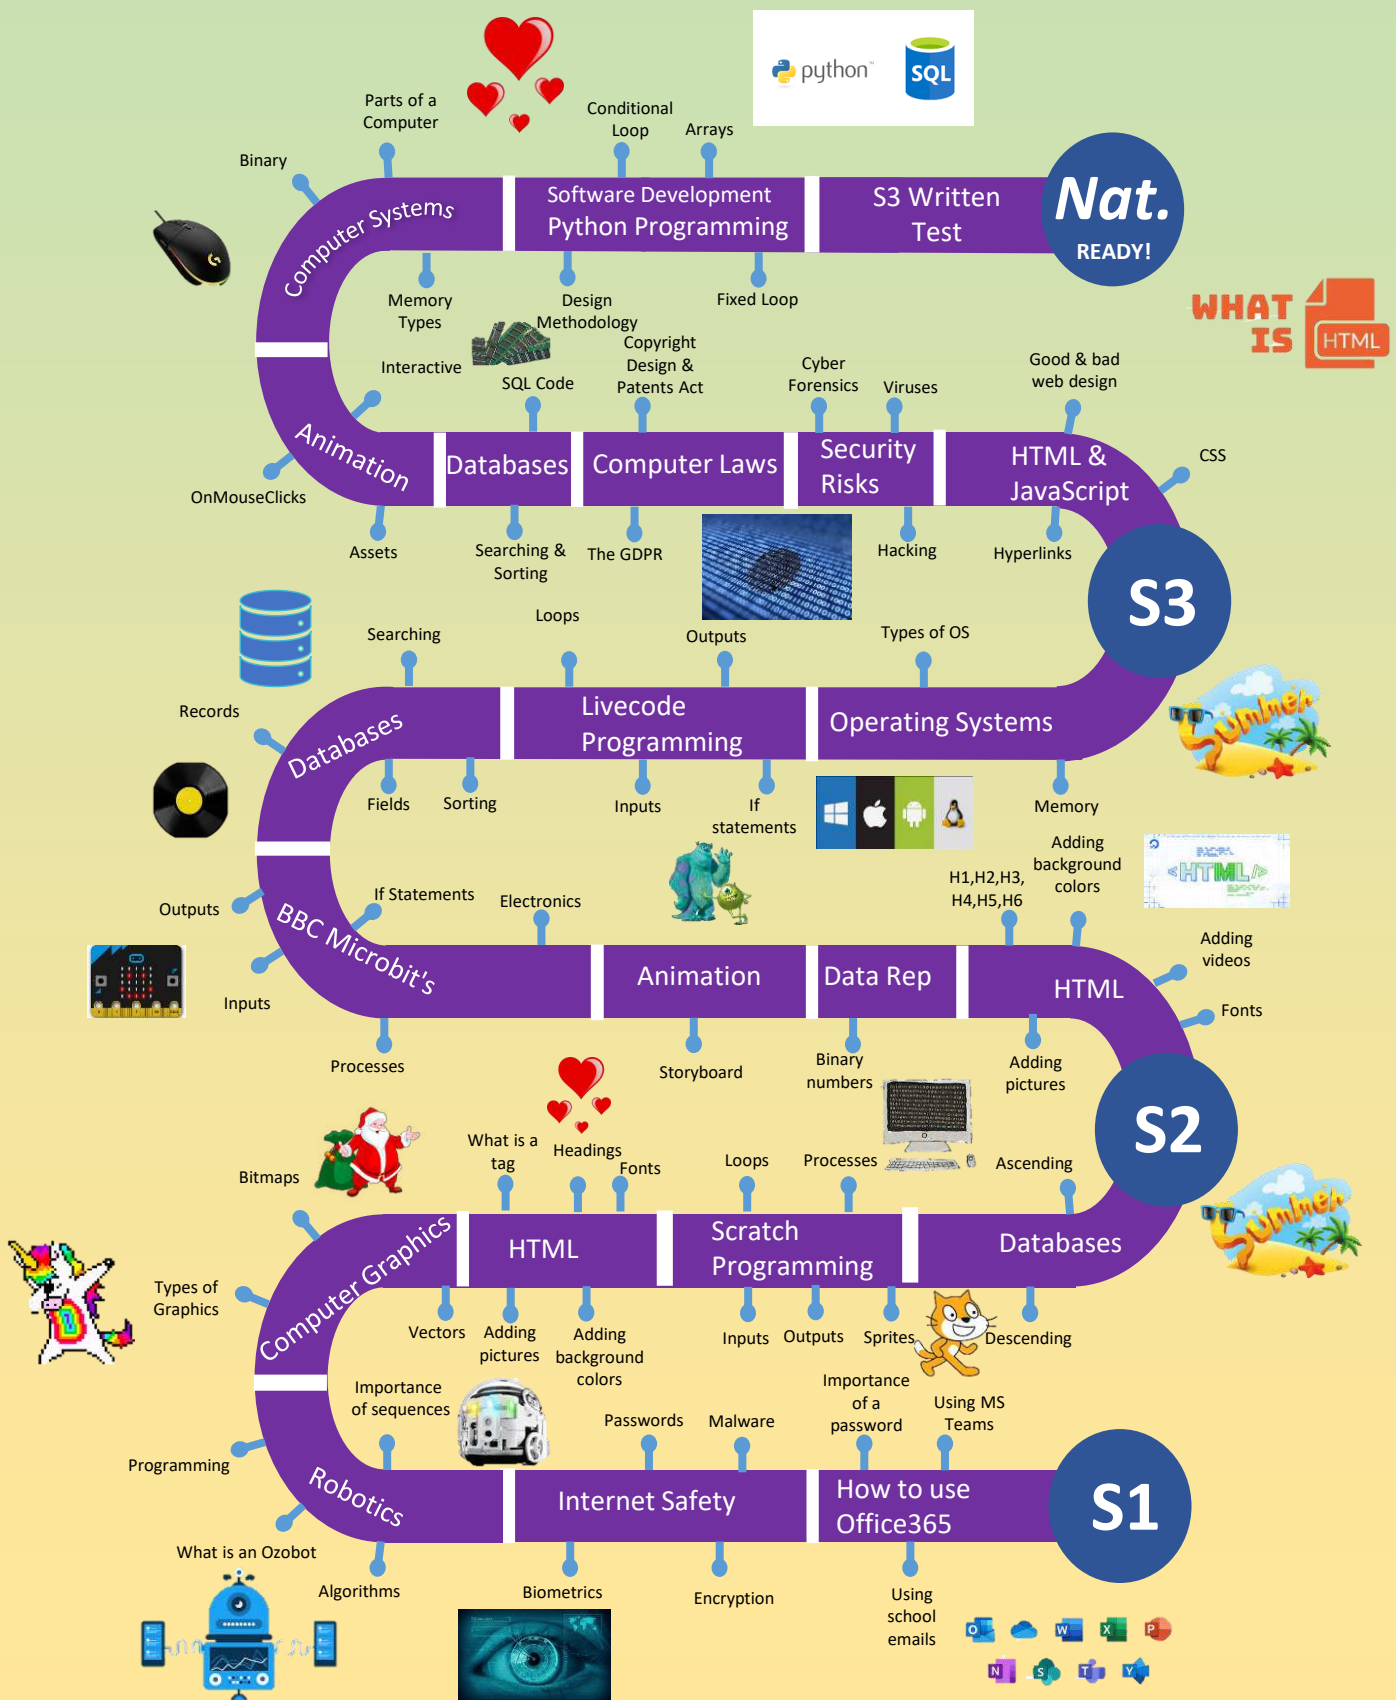 python™
SQL
Parts of a
Computer
Conditional
Loop
Arrays
Binary
Computer Systems
Software Development
Python Programming
S3 Written
Test
Nat.
READY!
Memory
Types
Design
Methodology
Fixed Loop
WHAT
IS
HTML
Interactive
SQL Code
Copyright
Design &
Patents Act
Cyber
Forensics
Viruses
Good & bad
web design
Animation
Databases
Computer Laws
Security
Risks
HTML &
JavaScript
CSS
OnMouseClicks
Assets
Searching &
Sorting
The GDPR
Hacking
Hyperlinks
S3
Searching
Loops
Outputs
Types of OS
Records
Databases
Livecode
Programming
Operating Systems
Summer
Fields
Sorting
Inputs
If
statements
Memory
Outputs
If Statements
Electronics
H1,H2,H3,
H4,H5,H6
Adding
background
colors
<HTML/>
BBC Microbit's
Animation
Data Rep
HTML
Adding
videos
Fonts
Inputs
Processes
Storyboard
Binary
numbers
Adding
pictures
S2
Bitmaps
What is a
tag
Headings
Fonts
Loops
Processes
Ascending
Computer Graphics
HTML
Scratch
Programming
Databases
Summer
Types of
Graphics
Vectors
Adding
pictures
Adding
background
colors
Inputs
Outputs
Sprites
Descending
Importance
of sequences
Passwords
Malware
Importance
of a
password
Using MS
Teams
Programming
Robotics
Internet Safety
How to use
Office365
S1
What is an Ozobot
Algorithms
Biometrics
Encryption
Using
school
emails
O
W
X
P
N
S
T
Y